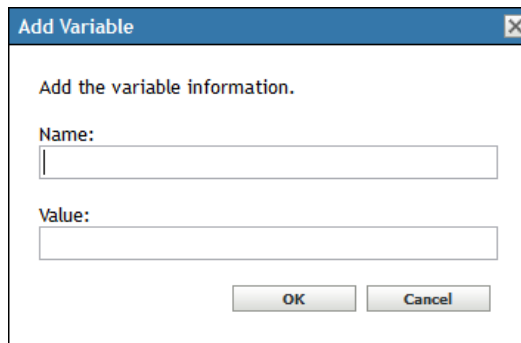 Add Variable
Add the variable information.
Name:
Value:
OK Cancel